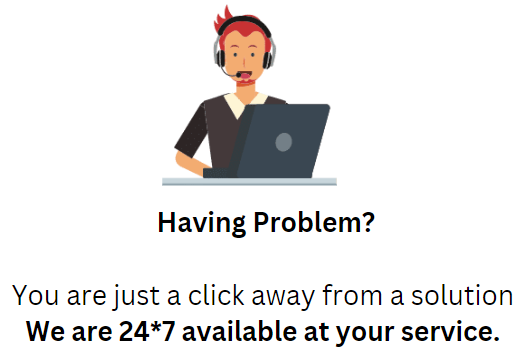 Having Problem?
You are just a click away from a solution
We are 24*7 available at your service.